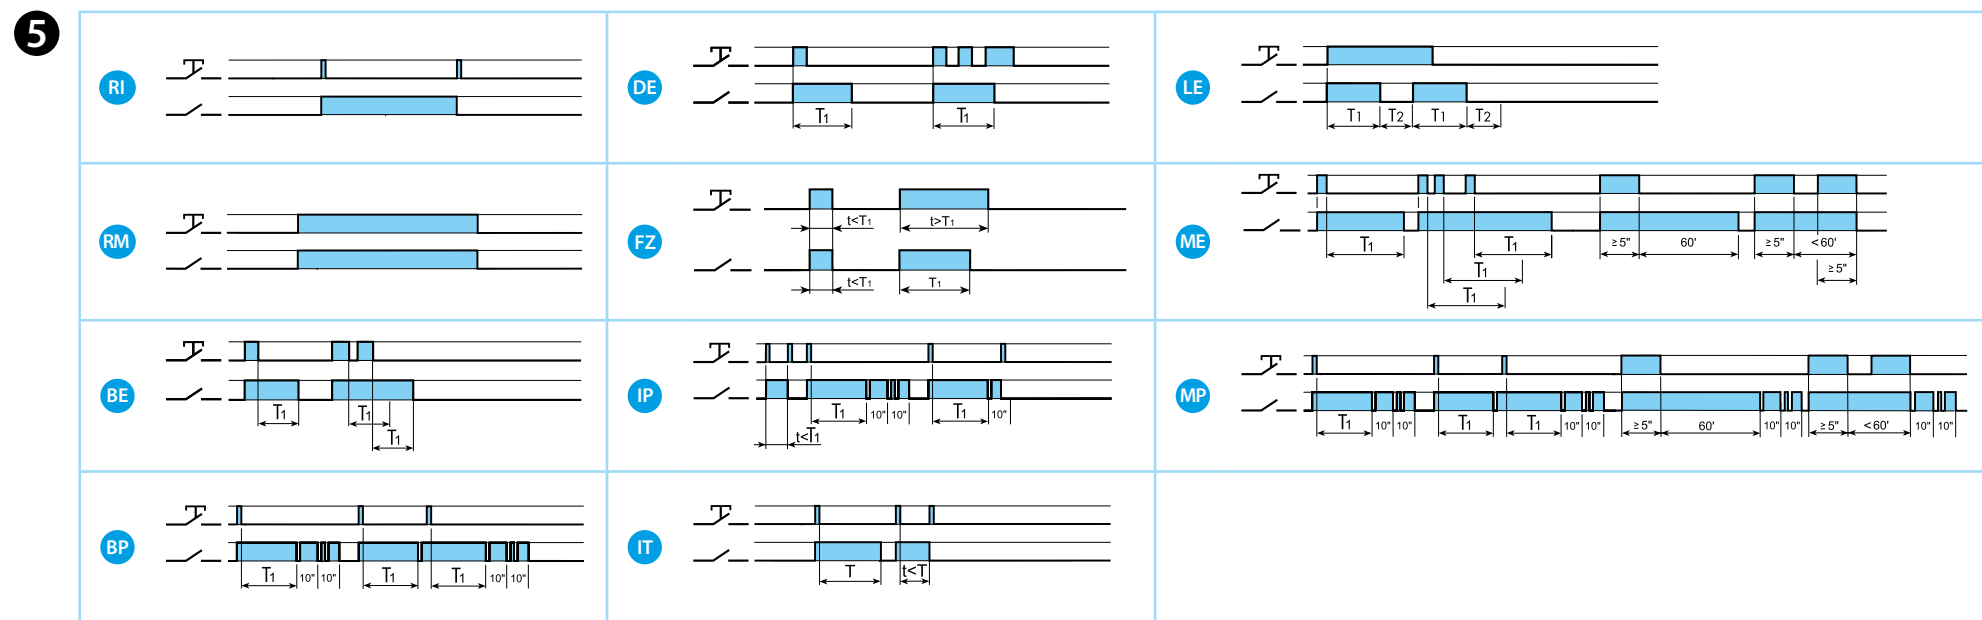 5
RI
DE
T1 T1
LE
T1 T2 T1 T2
RM
FZ
t<T1 t>T1
t<T1 T1
ME
T1 T1 ≥5" 60' ≥5" <60'
T1 ≥5"
T1
BE
T1 T1
T1
IP
T1 10" 10" T1 10"
t<T1
MP
T1 10" 10" T1 T1 10" 10" ≥5" 60' 10" 10" ≥5" <60' 10" 10"
BP
T1 10" 10" T1 T1 10" 10"
IT
T t<T